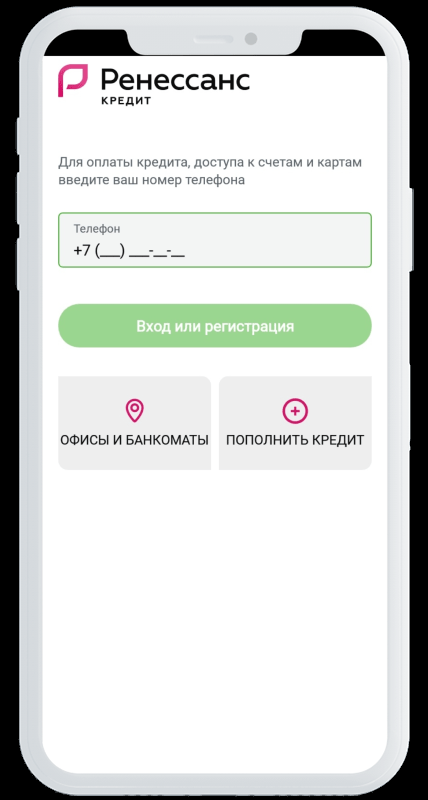 Ренессанс
КРЕДИТ
Для оплаты кредита, доступа к счетам и картам
введите ваш номер телефона
Телефон
+7 (___) ___-__-__
Вход или регистрация
ОФИСЫ И БАНКОМАТЫ
ПОПОЛНИТЬ КРЕДИТ